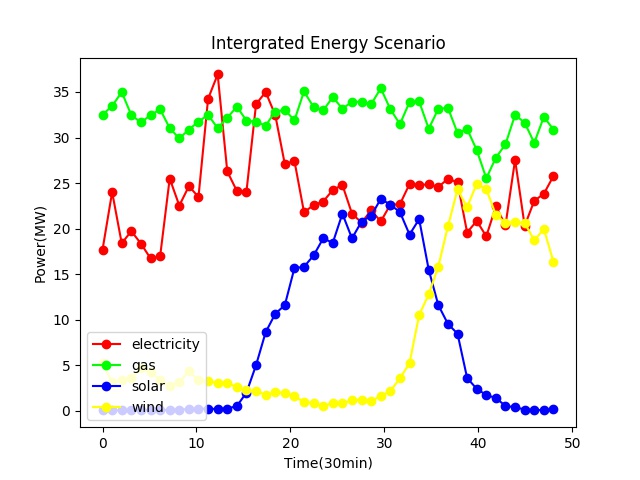 Intergrated Energy Scenario
Power(MW)
35
30
25
20
15
10
5
0
electricity
gas
solar
wind
0 10 20 30 40 50
Time(30min)